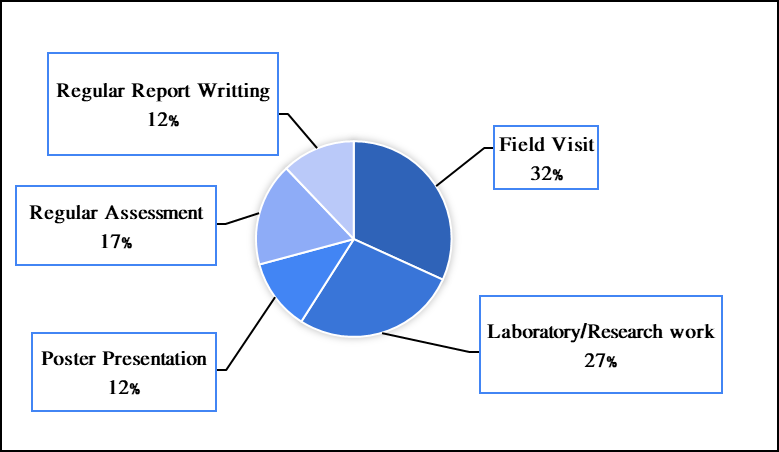 Regular Report Writting
12%
Field Visit
32%
Regular Assessment
17%
Laboratory/Research work
27%
Poster Presentation
12%